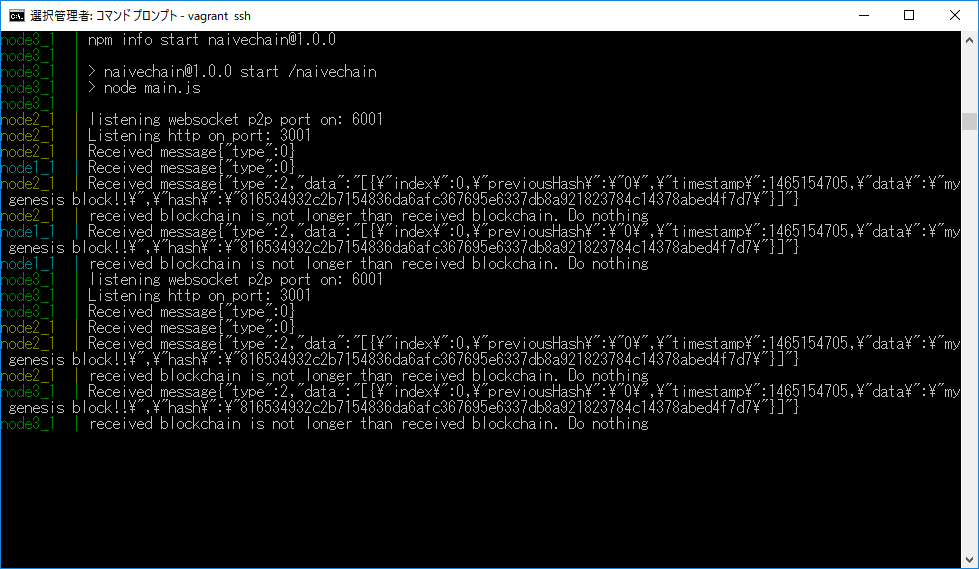 選択管理者: コマンド プロンプト - vagrant  ssh
node3_1  | npm info start naivechain@1.0.0
node3_1  |
node3_1  | > naivechain@1.0.0 start /naivechain
node3_1  | > node main.js
node3_1  |
node2_1  | listening websocket p2p port on: 6001
node2_1  | Listening http on port: 3001
node2_1  | Received message{"type":0}
node1_1  | Received message{"type":0}
node2_1  | Received message{"type":2,"data":"[{¥"index¥":0,¥"previousHash¥":¥"0¥",¥"timestamp¥":1465154705,¥"data¥":¥"my
genesis block!!¥",¥"hash¥":¥"816534932c2b7154836da6afc367695e6337db8a921823784c14378abed4f7d7¥"}]"}
node2_1  | received blockchain is not longer than received blockchain. Do nothing
node1_1  | Received message{"type":2,"data":"[{¥"index¥":0,¥"previousHash¥":¥"0¥",¥"timestamp¥":1465154705,¥"data¥":¥"my
genesis block!!¥",¥"hash¥":¥"816534932c2b7154836da6afc367695e6337db8a921823784c14378abed4f7d7¥"}]"}
node1_1  | received blockchain is not longer than received blockchain. Do nothing
node3_1  | listening websocket p2p port on: 6001
node3_1  | Listening http on port: 3001
node3_1  | Received message{"type":0}
node2_1  | Received message{"type":0}
node2_1  | Received message{"type":2,"data":"[{¥"index¥":0,¥"previousHash¥":¥"0¥",¥"timestamp¥":1465154705,¥"data¥":¥"my
genesis block!!¥",¥"hash¥":¥"816534932c2b7154836da6afc367695e6337db8a921823784c14378abed4f7d7¥"}]"}
node2_1  | received blockchain is not longer than received blockchain. Do nothing
node3_1  | Received message{"type":2,"data":"[{¥"index¥":0,¥"previousHash¥":¥"0¥",¥"timestamp¥":1465154705,¥"data¥":¥"my
genesis block!!¥",¥"hash¥":¥"816534932c2b7154836da6afc367695e6337db8a921823784c14378abed4f7d7¥"}]"}
node3_1  | received blockchain is not longer than received blockchain. Do nothing